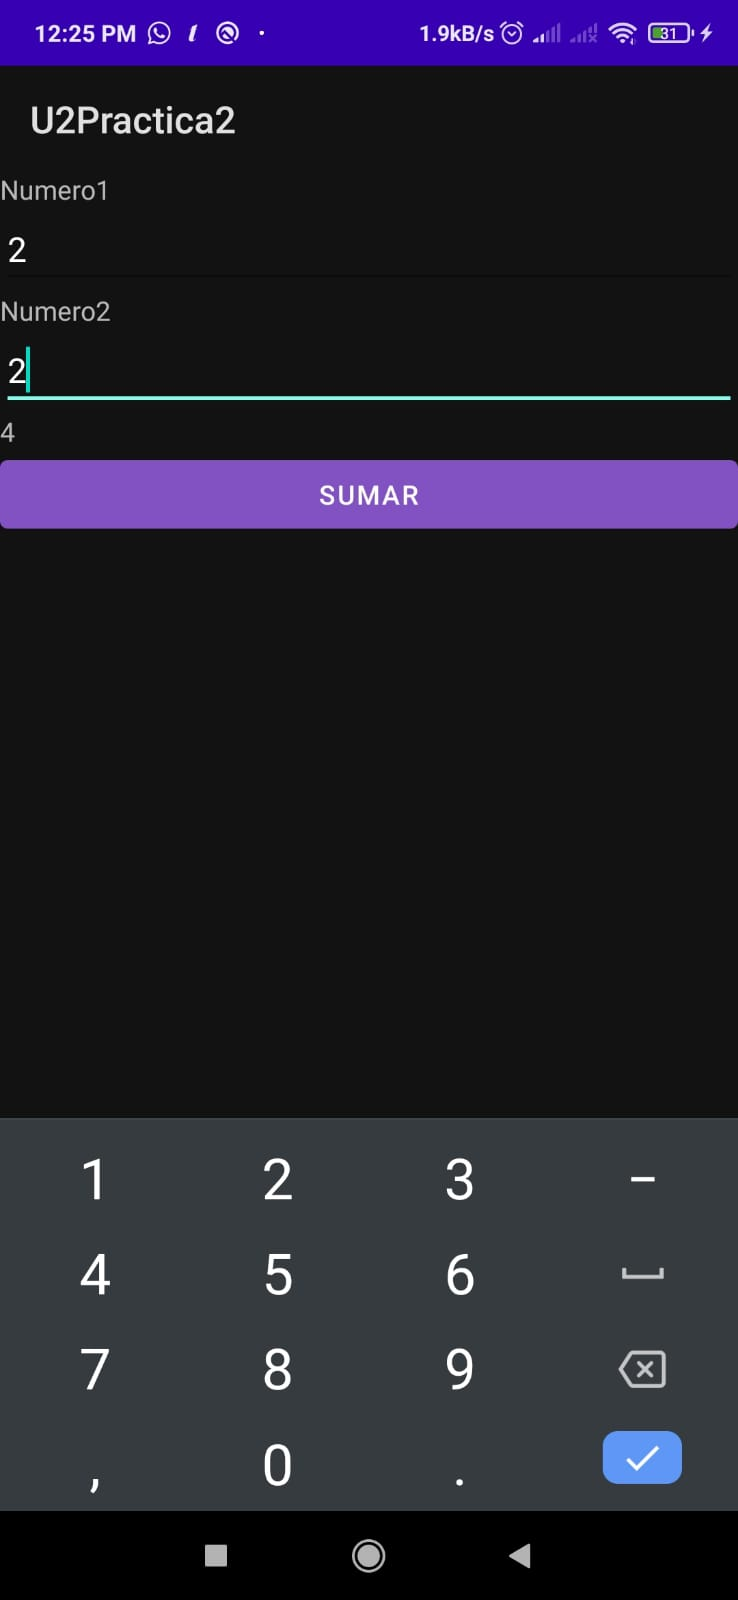 12:25 PM 1.9kB/s 31
U2Practica2
Numero1
2
Numero2
2
4
SUMAR
1 2 3 –
4 5 6
7 8 9
, 0 .